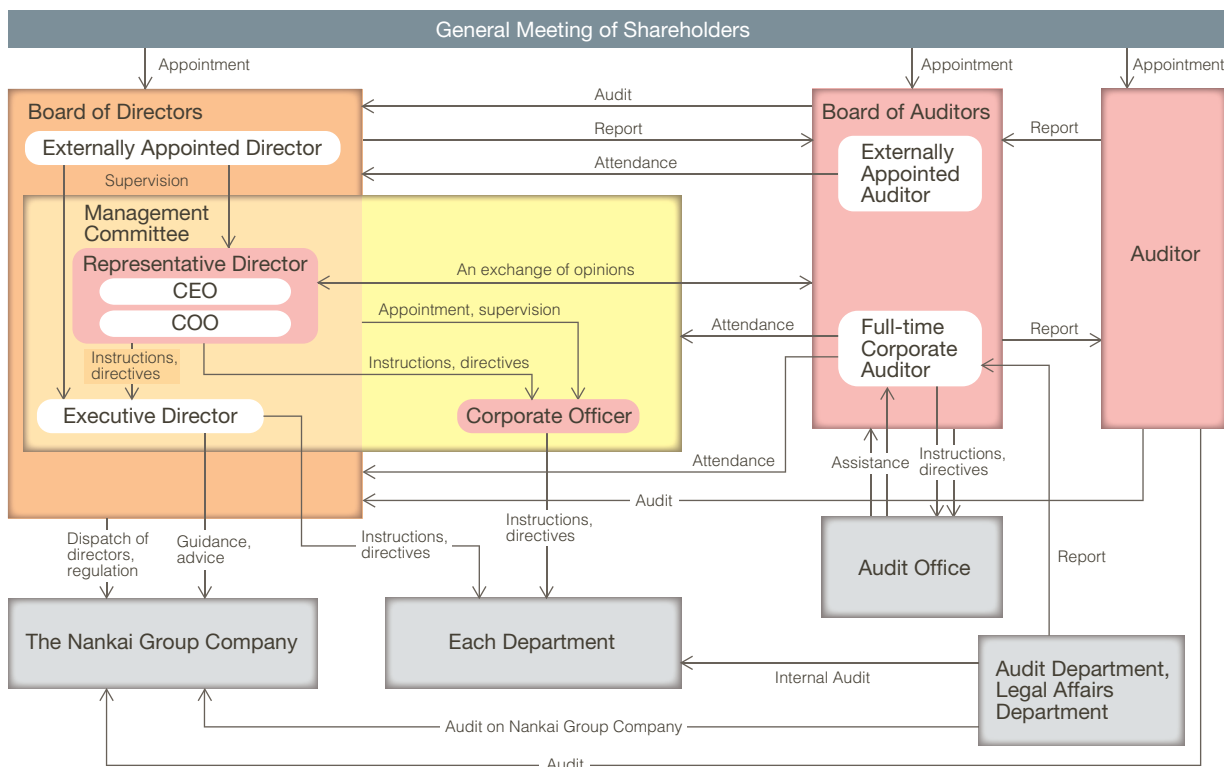 General Meeting of Shareholders
Appointment
Appointment
Appointment
Board of Directors
Externally Appointed Director
Supervision
Management
Committee
Representative Director
CEO
COO
Instructions,
directives
Executive Director
Audit
Report
Attendance
An exchange of opinions
Appointment, supervision
Instructions, directives
Corporate Officer
Attendance
Attendance
Audit
Board of Auditors
Externally
Appointed
Auditor
Full-time
Corporate
Auditor
Report
Report
Auditor
Assistance
Instructions,
directives
Audit Office
Report
Dispatch of
directors,
regulation
Guidance,
advice
Instructions,
directives
Instructions,
directives
The Nankai Group Company
Each Department
Internal Audit
Audit Department,
Legal Affairs
Department
Audit on Nankai Group Company
Audit